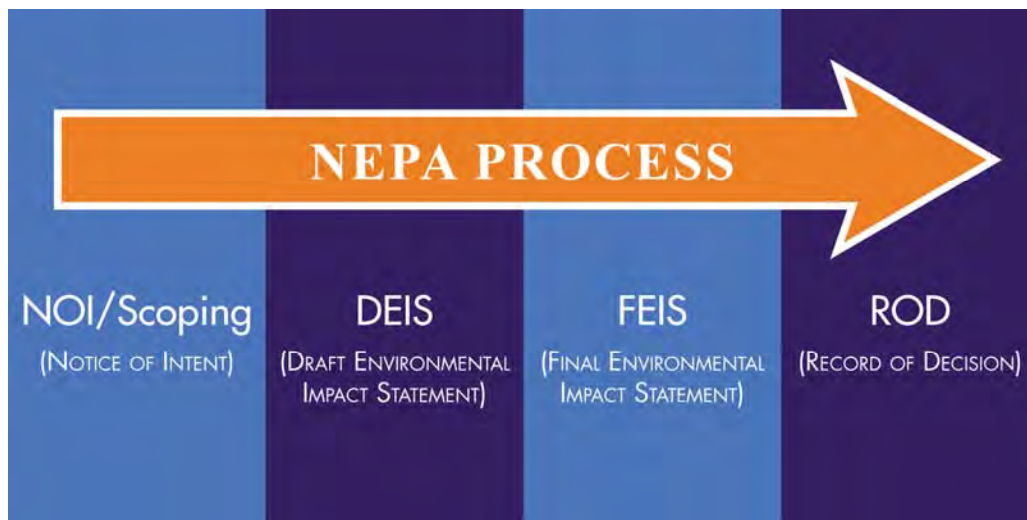 NEPA PROCESS
NOI/Scoping
(NOTICE OF INTENT)
DEIS
(DRAFT ENVIRONMENTAL
IMPACT STATEMENT)
FEIS
(FINAL ENVIRONMENTAL
IMPACT STATEMENT)
ROD
(RECORD OF DECISION)